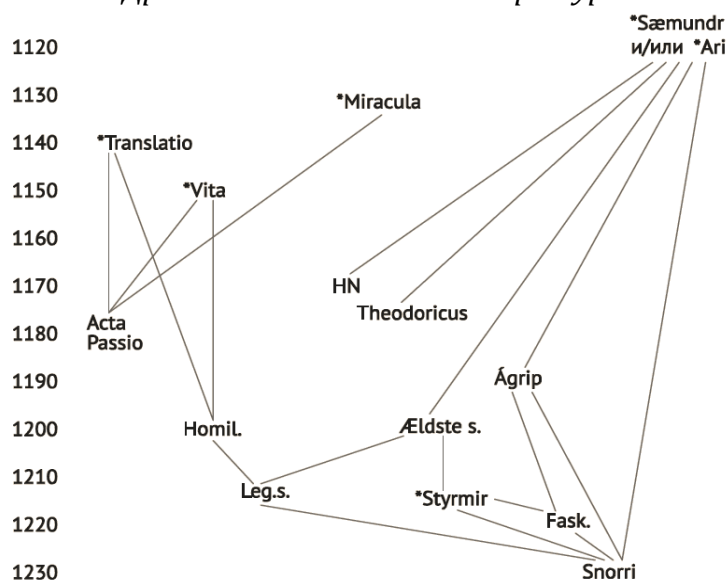 *Sæmundr
1120 и/или *Ari
1130 *Miracula
1140 *Translatio
1150 *Vita
1160
1170 HN
Theodoricus
1180 Acta
Passio
1190 Ágrip
1200 Homil. Ældste s.
1210 Leg.s. *Styrmir
1220 Fask.
1230 Snorri